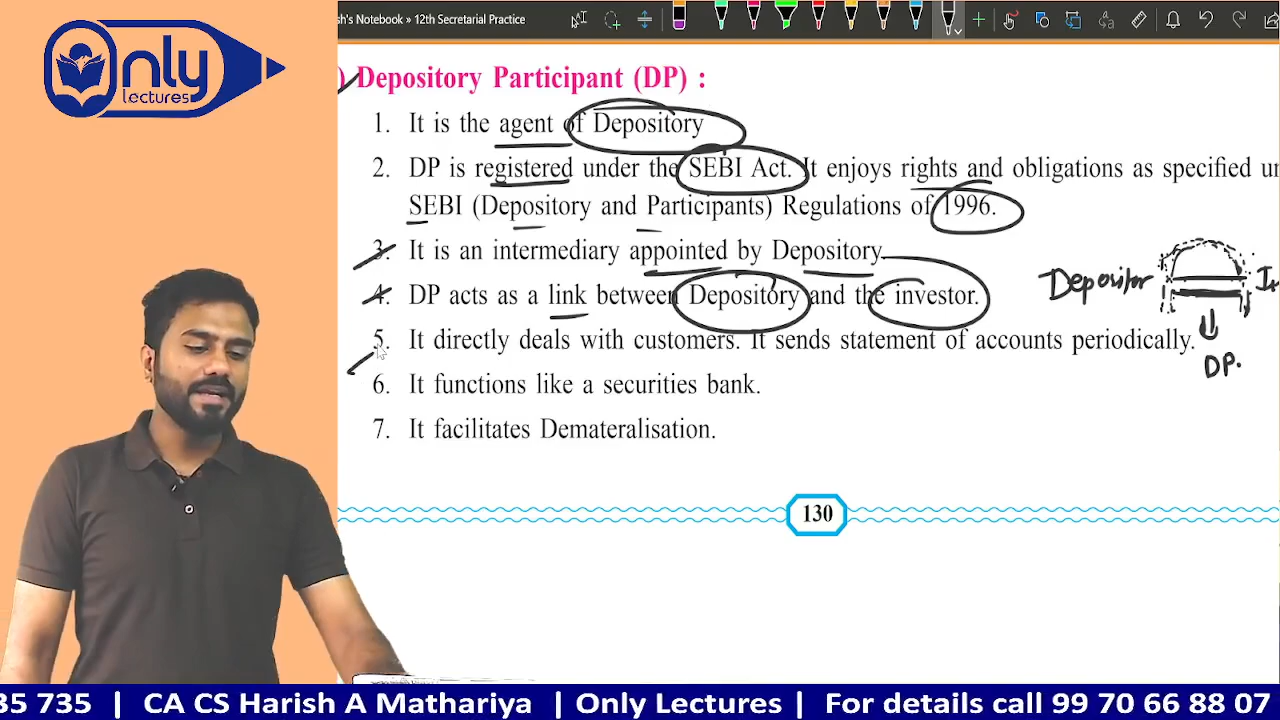 Only
lectures
sh's Notebook » 12th Secretarial Practice
) Depository Participant (DP) :
1. It is the agent of Depository
2. DP is registered under the SEBI Act. It enjoys rights and obligations as specified un
SEBI (Depository and Participants) Regulations of 1996.
3. It is an intermediary appointed by Depository.
4. DP acts as a link between Depository and the investor.
Depositor In
5. It directly deals with customers. It sends statement of accounts periodically.
DP.
6. It functions like a securities bank.
7. It facilitates Demateralisation.
130
35 735 | CA CS Harish A Mathariya | Only Lectures | For details call 99 70 66 88 07